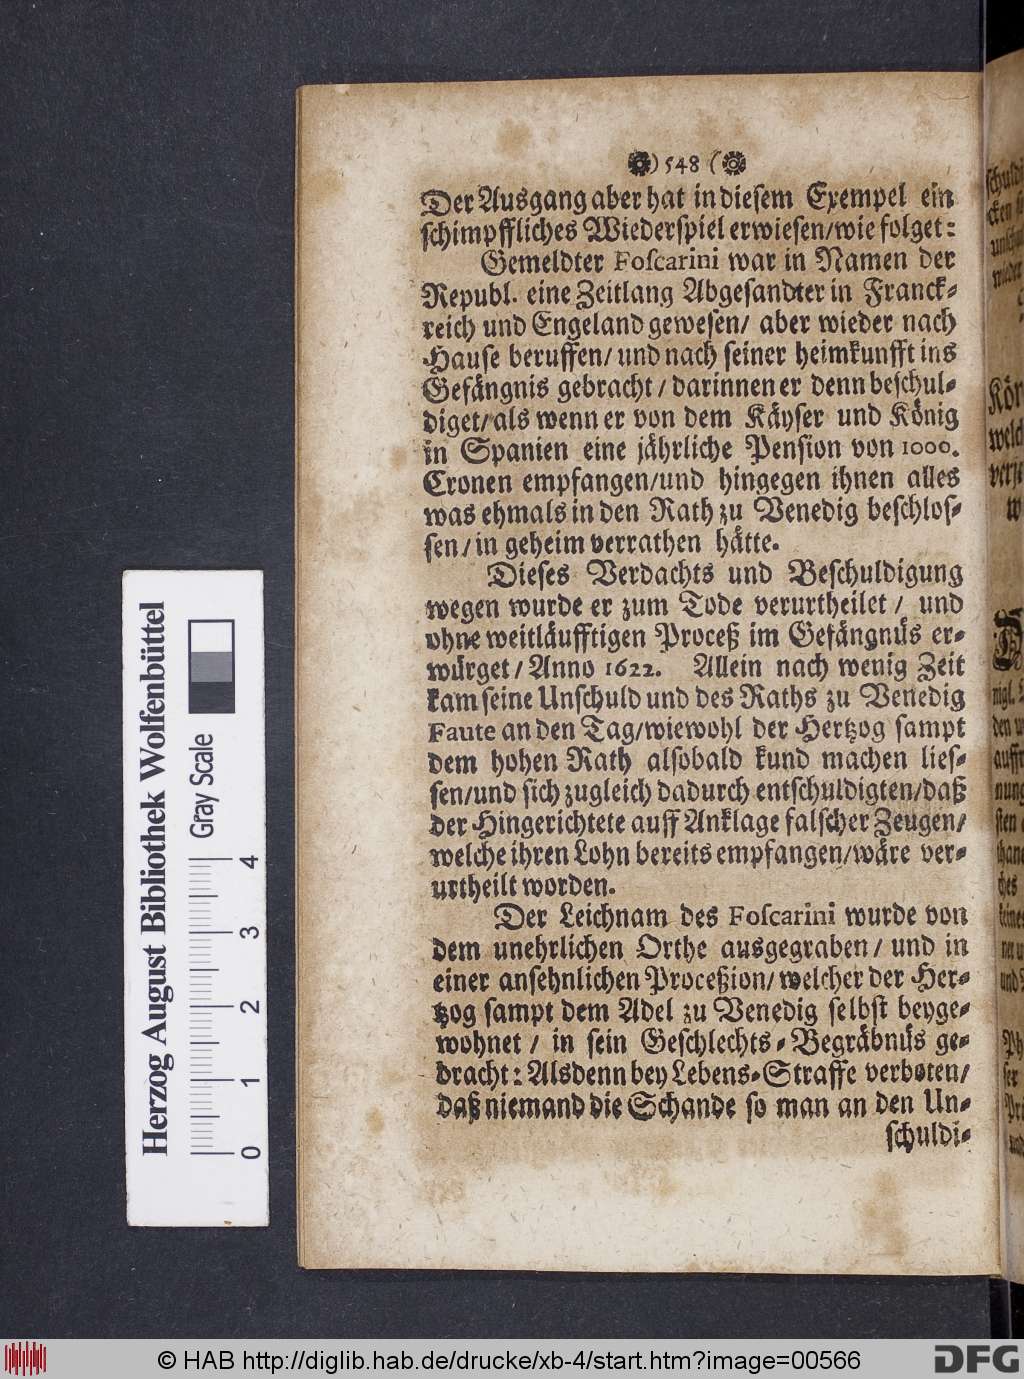 ) 548 (
Der Ausgang aber hat in diesem Exempel ein
schimpffliches Wiederspiel erwiesen/wie folget:
Gemeldter Foscarini war in Namen der
Republ. eine Zeitlang Abgesandter in Franck-
reich und Engeland gewesen/ aber wieder nach
Hause beruffen/ und nach seiner heimkunfft ins
Gefängnis gebracht / darinnen er denn beschul-
diget/als wenn er von dem Käyser und König
in Spanien eine jährliche Pension von 1000.
Cronen empfangen/und hingegen ihnen alles
was ehmals in den Rath zu Venedig beschlos-
sen / in geheim verrathen hätte.
Dieses Verdachts und Beschuldigung
wegen wurde er zum Tode verurtheilet / und
ohne weitläufftigen Proceß im Gefängnüs er-
würget / Anno 1622. Allein nach wenig Zeit
kam seine Unschuld und des Raths zu Venedig
Faute an den Tag/wiewohl der Hertzog sampt
dem hohen Rath alsobald kund machen lies-
sen/und sich zugleich dadurch entschuldigten/daß
der Hingerichtete auff Anklage falscher Zeugen/
welche ihren Lohn bereits empfangen/wäre ver-
urtheilt worden.
Der Leichnam des Foscarini wurde von
dem unehrlichen Orthe ausgegraben / und in
einer ansehnlichen Proceßion/ welcher der Her-
tzog sampt dem Adel zu Venedig selbst beyge-
wohnet / in sein Geschlechts-Begräbnüs ge-
bracht: Alsdenn bey Lebens-Straffe verboten/
daß niemand die Schande so man an den Un-
schuldi-
Herzog August Bibliothek Wolfenbüttel
Gray Scale
0 1 2 3 4
© HAB http://diglib.hab.de/drucke/xb-4/start.htm?image=00566
DFG